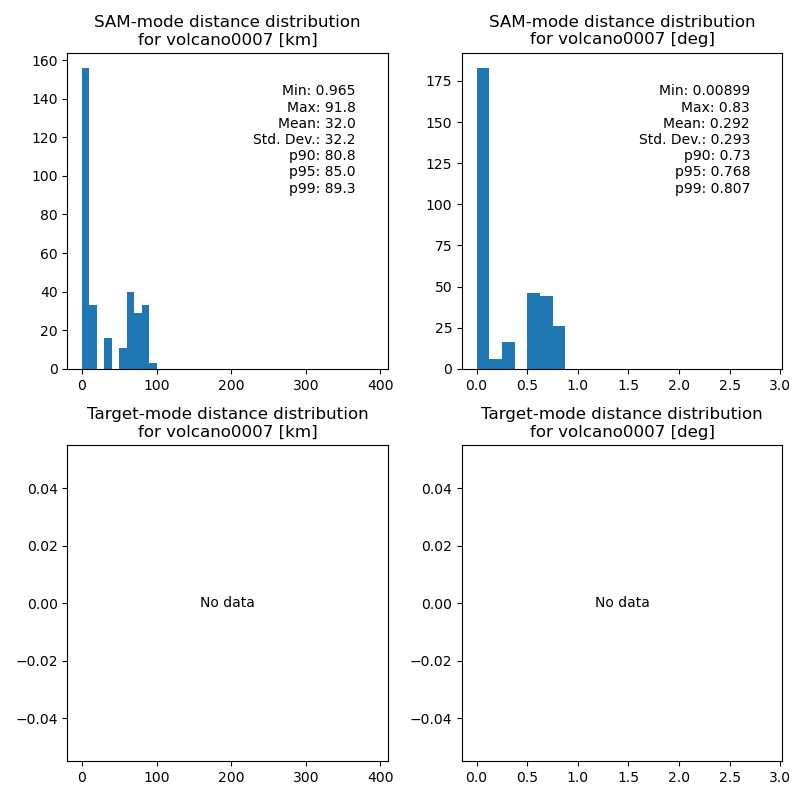 SAM-mode distance distribution
for volcano0007 [km]
160
140
120
100
80
60
40
20
0
Min: 0.965
Max: 91.8
Mean: 32.0
Std. Dev.: 32.2
p90: 80.8
p95: 85.0
p99: 89.3
0 100 200 300 400
SAM-mode distance distribution
for volcano0007 [deg]
175
150
125
100
75
50
25
0
Min: 0.00899
Max: 0.83
Mean: 0.292
Std. Dev.: 0.293
p90: 0.73
p95: 0.768
p99: 0.807
0.0 0.5 1.0 1.5 2.0 2.5 3.0
Target-mode distance distribution
for volcano0007 [km]
0.04
0.02
0.00
−0.02
−0.04
No data
0 100 200 300 400
Target-mode distance distribution
for volcano0007 [deg]
0.04
0.02
0.00
−0.02
−0.04
No data
0.0 0.5 1.0 1.5 2.0 2.5 3.0